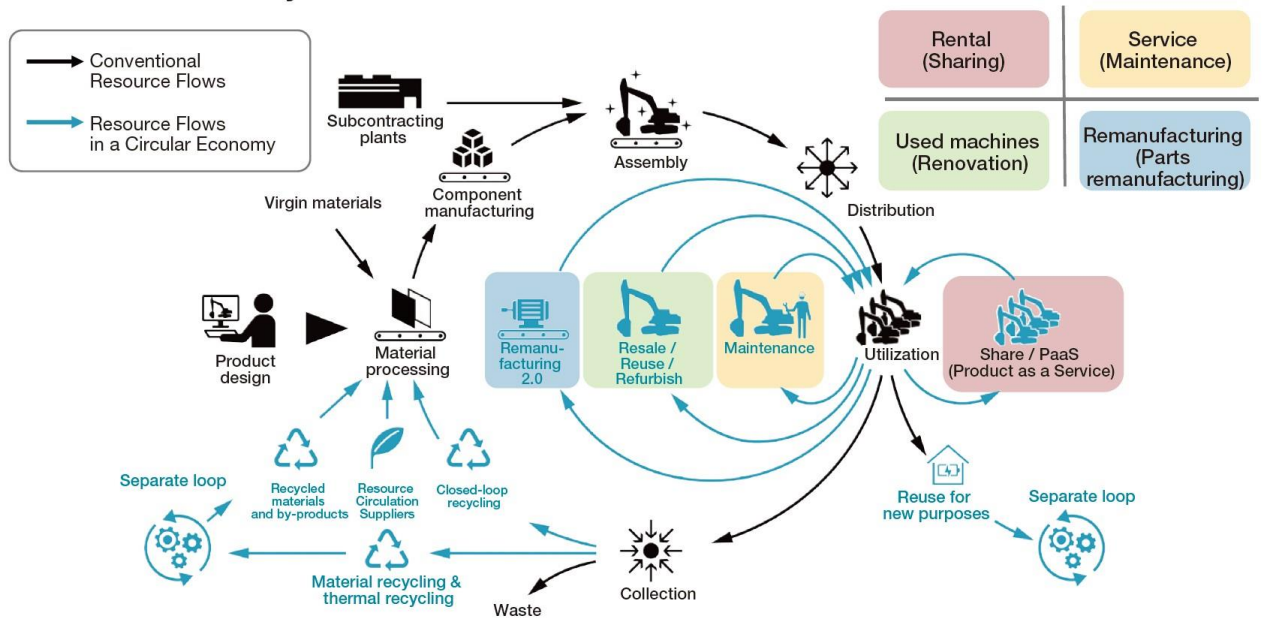 Conventional
Resource Flows
Resource Flows
in a Circular Economy
Rental
(Sharing)
Service
(Maintenance)
Used machines
(Renovation)
Remanufacturing
(Parts
remanufacturing)
Subcontracting
plants
Assembly
Component
manufacturing
Distribution
Virgin materials
Product
design
Material
processing
Remanu-
facturing
2.0
Resale /
Reuse /
Refurbish
Maintenance
Utilization
Share / PaaS
(Product as a Service)
Separate loop
Recycled
materials
and by-products
Resource
Circulation
Suppliers
Closed-loop
recycling
Reuse for
new purposes
Separate loop
Material recycling &
thermal recycling
Collection
Waste